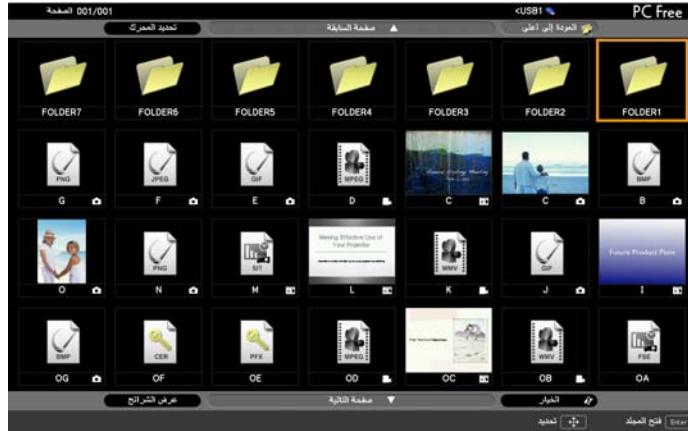 PC Free
<USB1
001/001 الصفحة
العودة إلى أعلى
▲ صفحة السابقة
تحديد المحرك
FOLDER1
FOLDER2
FOLDER3
FOLDER4
FOLDER5
FOLDER6
FOLDER7
BMP
B
C
C
MPEG
D
GIF
E
JPEG
F
PNG
G
Future Product Plans
I
GIF
J
WMV
K
Making Effective Use of
Your Projector
L
SIT
M
PNG
N
O
FSE
OA
WMV
OB
OC
MPEG
OD
PFX
OE
CER
OF
BMP
OG
الخيار
▼ صفحة التالية
عرض الشرائح
Enter فتح المجلد
تحديد